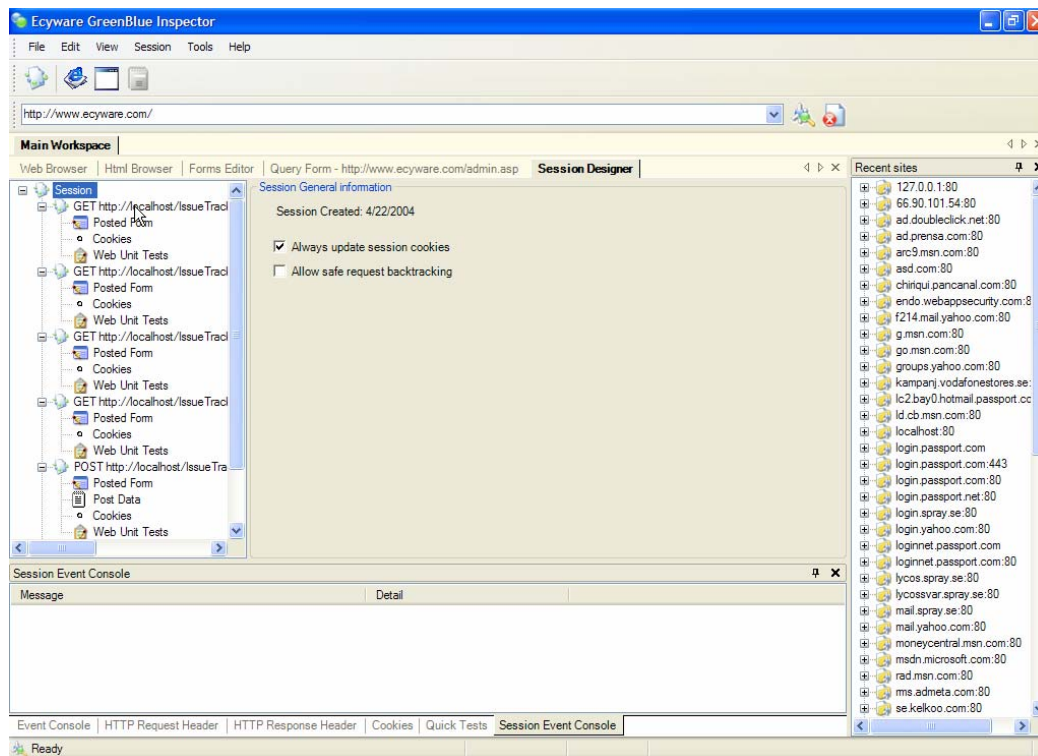 Ecyware GreenBlue Inspector
File Edit View Session Tools Help
http://www.ecyware.com/
Main Workspace
Web Browser Html Browser Forms Editor Query Form - http://www.ecyware.com/admin.asp Session Designer
Session
GET http://localhost/IssueTrack
Posted Form
Cookies
Web Unit Tests
GET http://localhost/IssueTrack
Posted Form
Cookies
Web Unit Tests
GET http://localhost/IssueTrack
Posted Form
Cookies
Web Unit Tests
GET http://localhost/IssueTrack
Posted Form
Cookies
Web Unit Tests
POST http://localhost/IssueTra
Posted Form
Post Data
Cookies
Web Unit Tests
Session General information
Session Created: 4/22/2004
Always update session cookies
Allow safe request backtracking
Recent sites
127.0.0.1:80
66.90.101.54:80
ad.doubleclick.net:80
ad.prensa.com:80
arc9.msn.com:80
asd.com:80
chiriqui.pancanal.com:80
endo.webappsecurity.com:8
f214.mail.yahoo.com:80
g.msn.com:80
go.msn.com:80
groups.yahoo.com:80
kampanj.vodafonestores.se:
lc2.bay0.hotmail.passport.cc
ld.cb.msn.com:80
localhost:80
login.passport.com
login.passport.com:443
login.passport.com:80
login.passport.net:80
login.spray.se:80
login.yahoo.com:80
loginnet.passport.com
loginnet.passport.com:80
lycos.spray.se:80
lycossvar.spray.se:80
mail.spray.se:80
mail.yahoo.com:80
moneycentral.msn.com:80
msdn.microsoft.com:80
rad.msn.com:80
rms.admeta.com:80
se.kelkoo.com:80
Session Event Console
Message Detail
Event Console HTTP Request Header HTTP Response Header Cookies Quick Tests Session Event Console
Ready